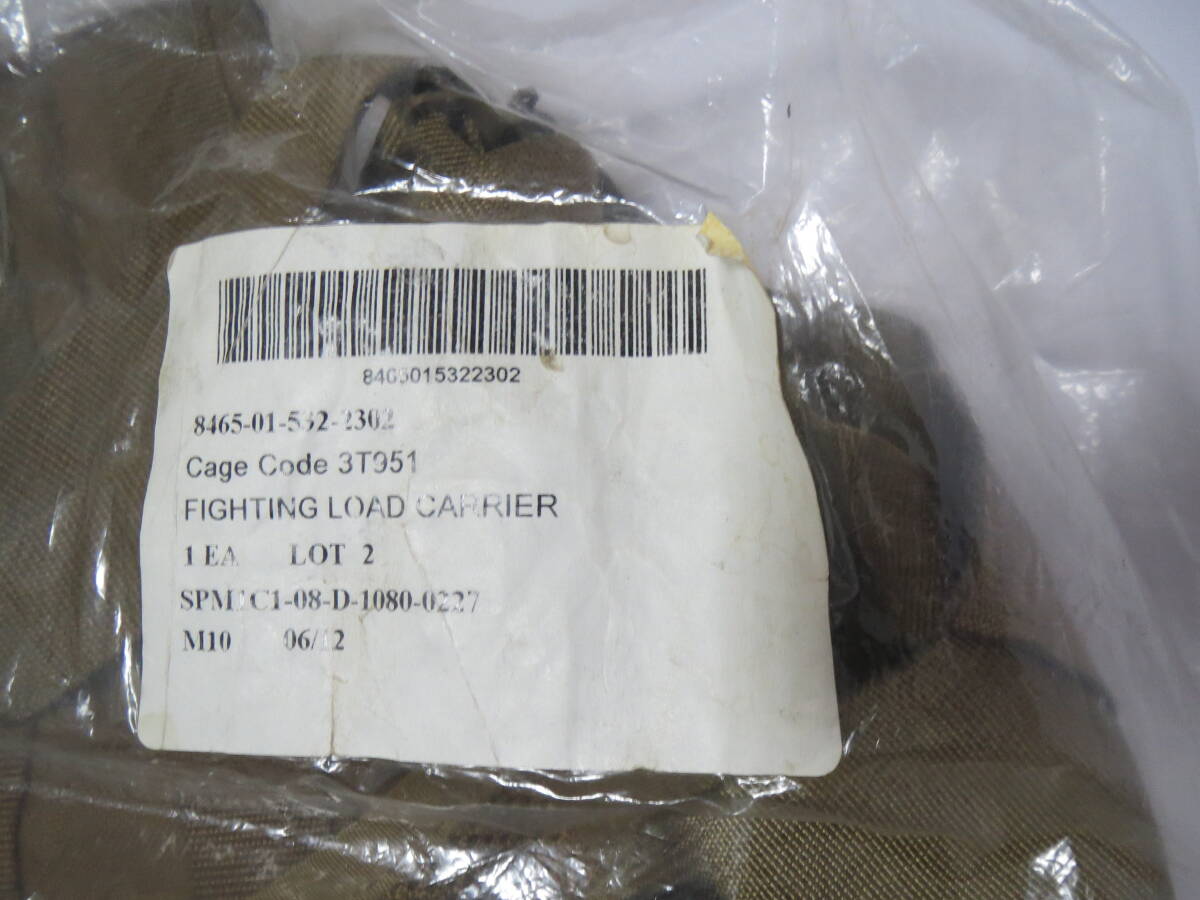 8465015322302
8465-01-532-2302
Cage Code 3T951
FIGHTING LOAD CARRIER
1 EA LOT 2
SPM1C1-08-D-1080-0227
M10 06/12